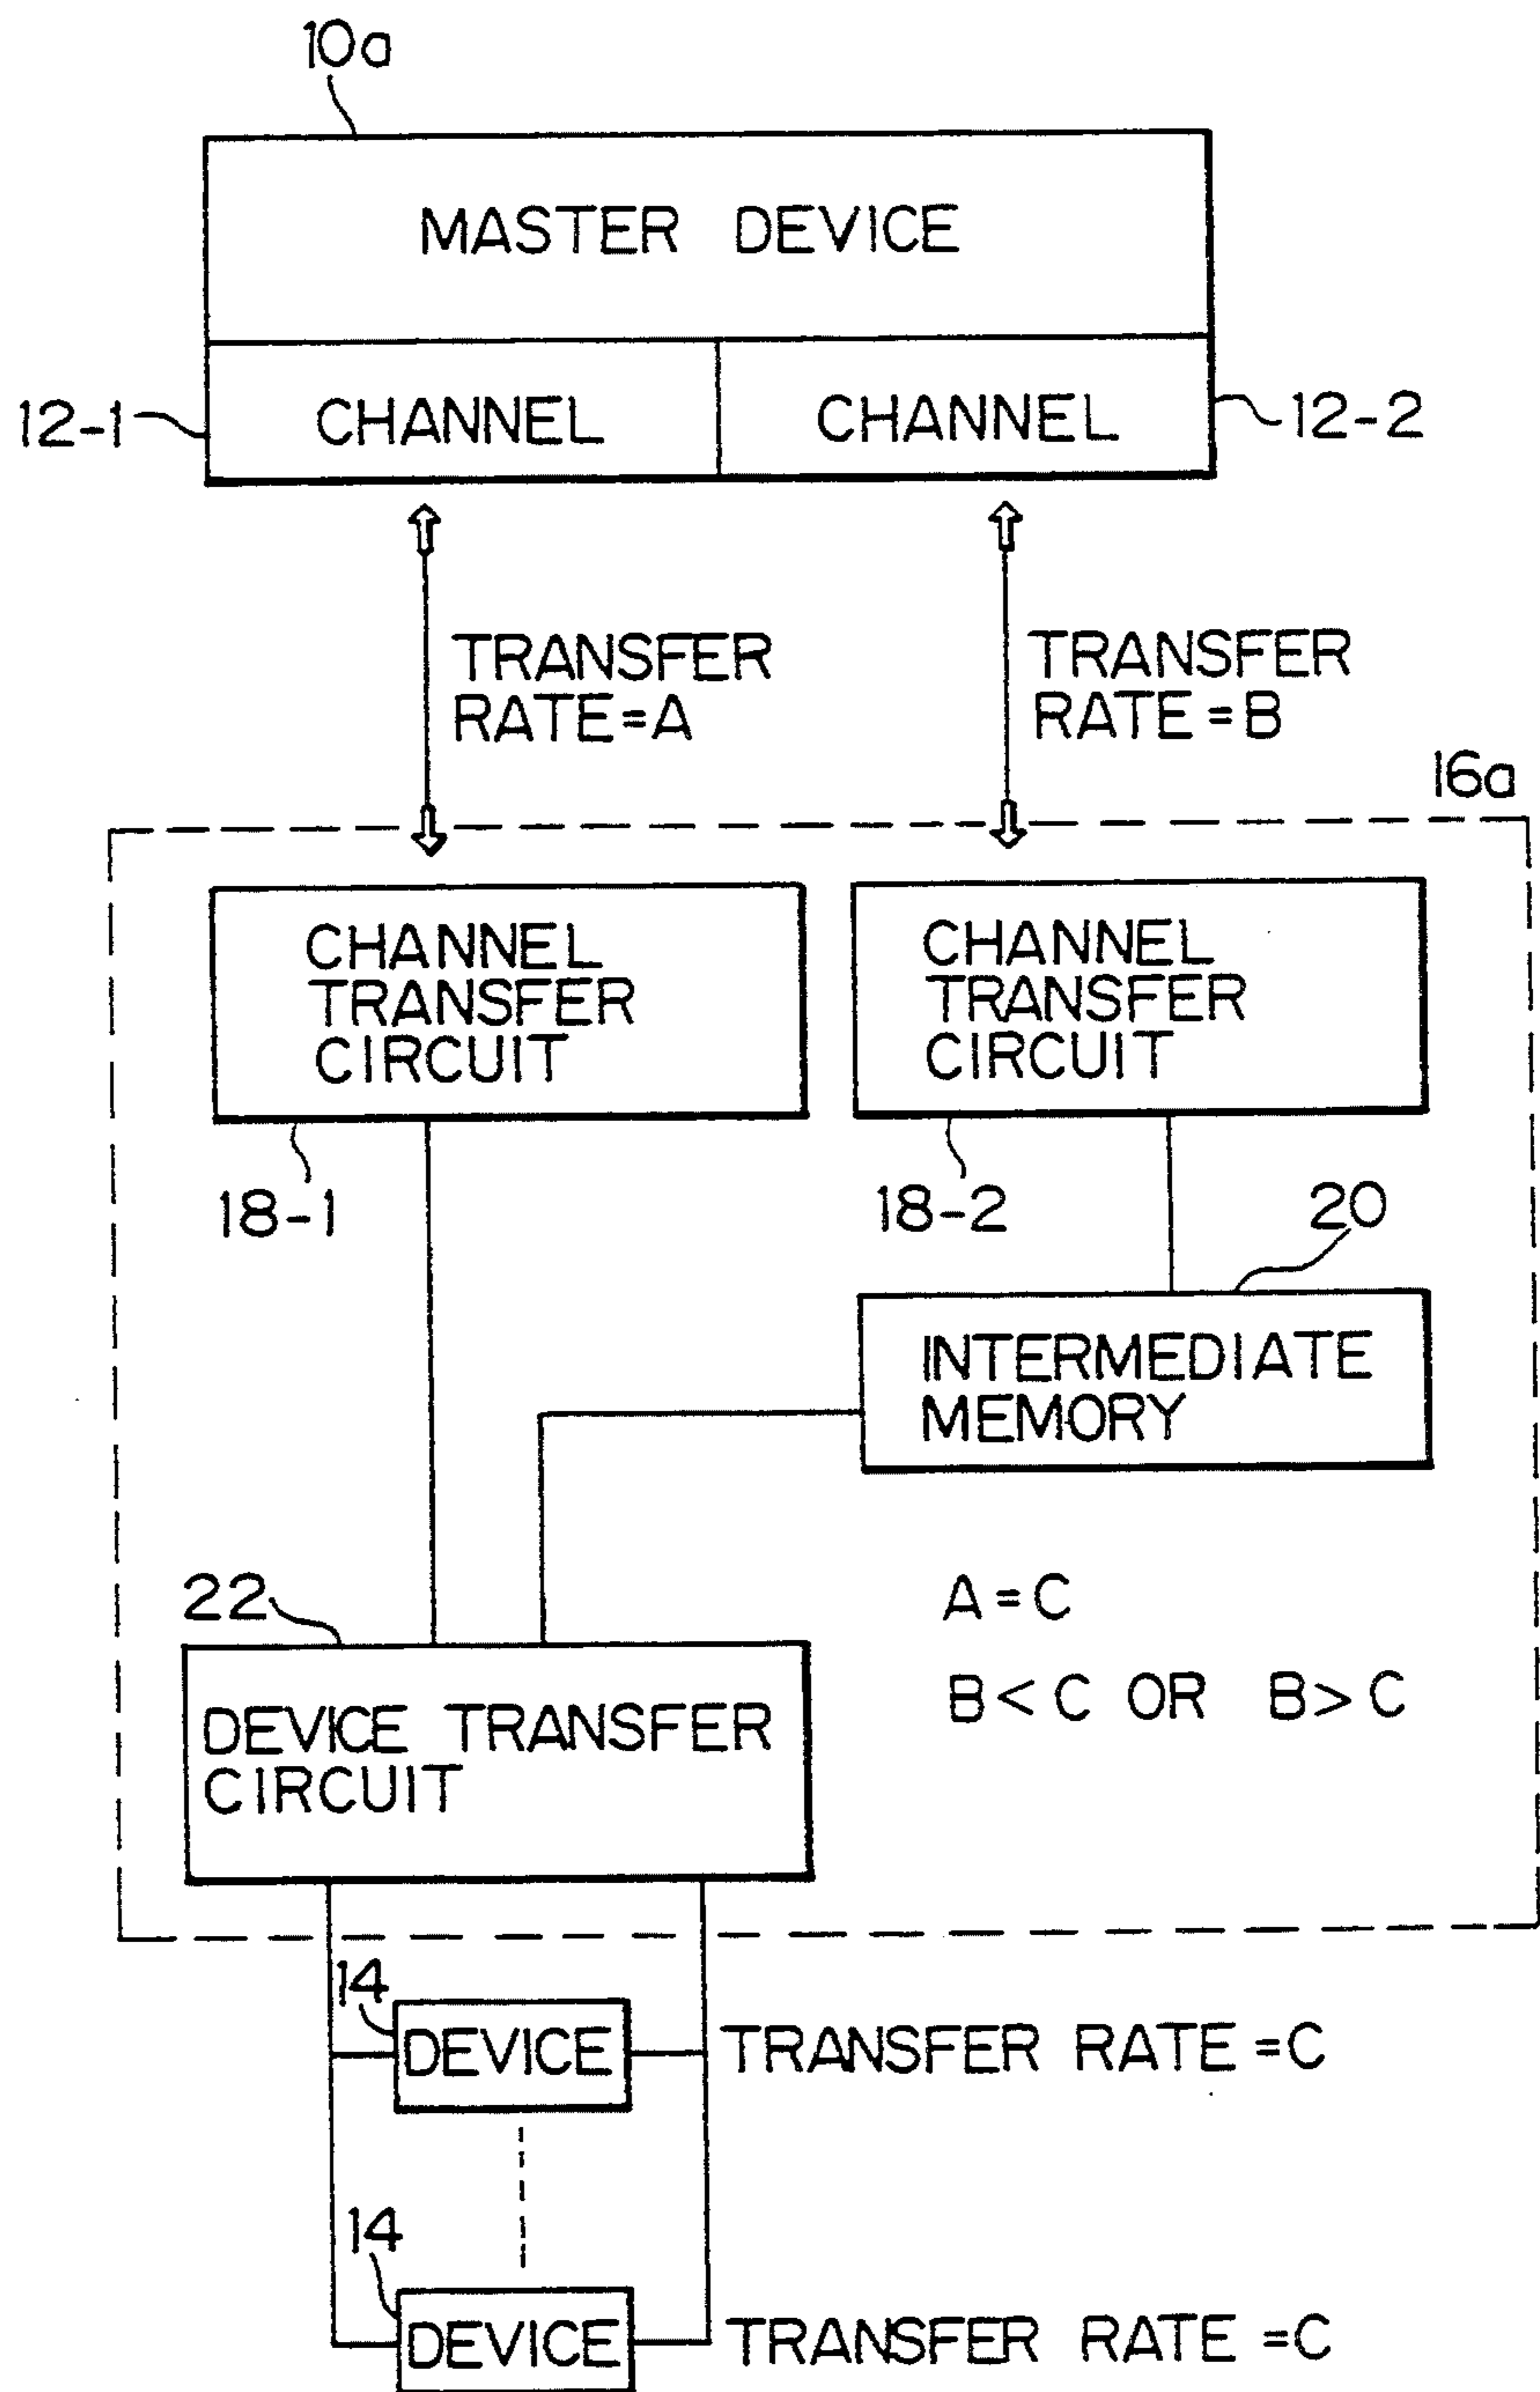 10a
MASTER DEVICE
12-1
CHANNEL
CHANNEL
12-2
TRANSFER
RATE=A
TRANSFER
RATE=B
16a
CHANNEL
TRANSFER
CIRCUIT
CHANNEL
TRANSFER
CIRCUIT
18-1
18-2
20
INTERMEDIATE
MEMORY
22
A=C
B<C OR B>C
DEVICE TRANSFER
CIRCUIT
14
DEVICE
TRANSFER RATE=C
14
DEVICE
TRANSFER RATE=C